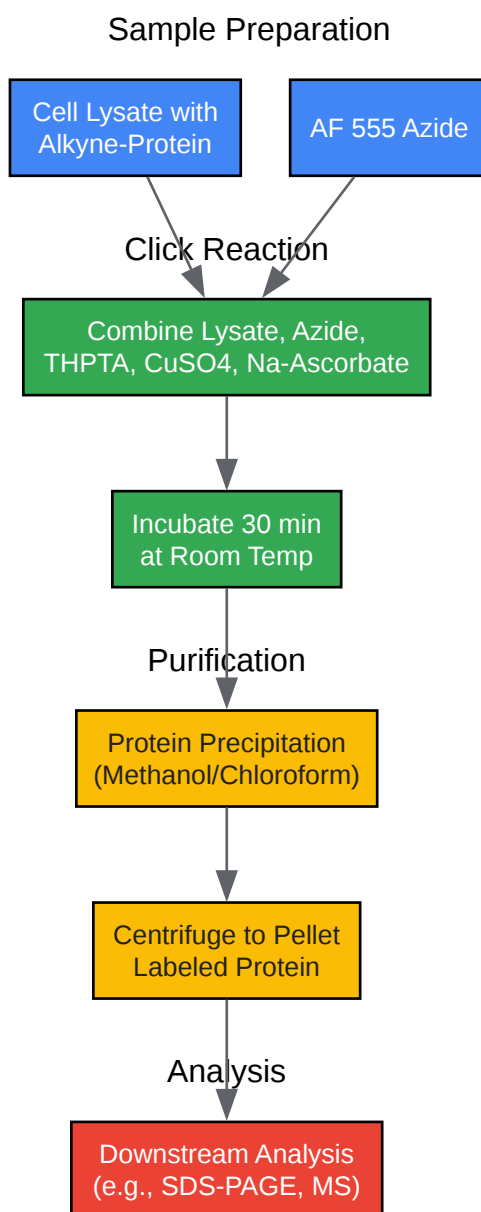 Sample Preparation
Cell Lysate with
Alkyne-Protein
AF 555 Azide
Click Reaction
Combine Lysate, Azide,
THPTA, CuSO4, Na-Ascorbate
Incubate 30 min
at Room Temp
Purification
Protein Precipitation
(Methanol/Chloroform)
Centrifuge to Pellet
Labeled Protein
Analysis
Downstream Analysis
(e.g., SDS-PAGE, MS)